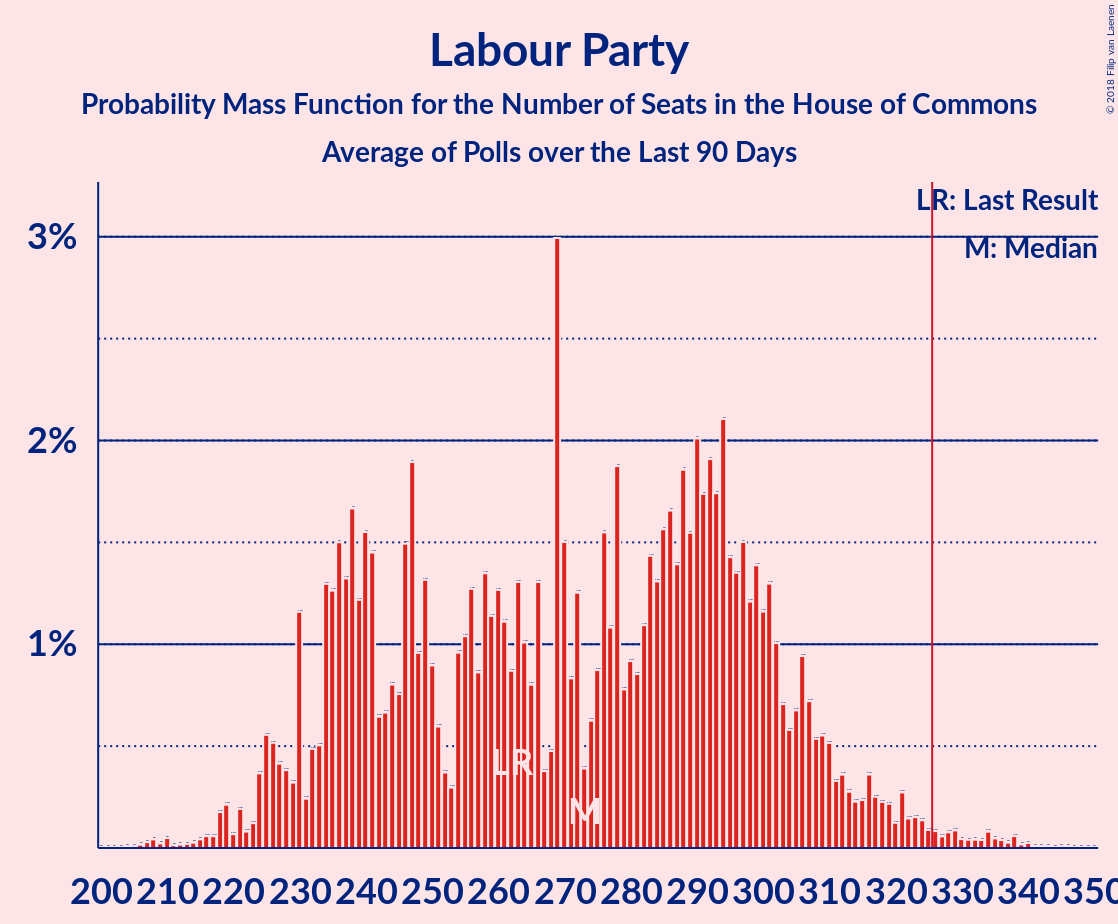 Labour Party
Probability Mass Function for the Number of Seats in the House of Commons
Average of Polls over the Last 90 Days
© 2018 Filip van Laenen
LR: Last Result
M: Median
3%
2%
1%
LR
M
200 210 220 230 240 250 260 270 280 290 300 310 320 330 340 350